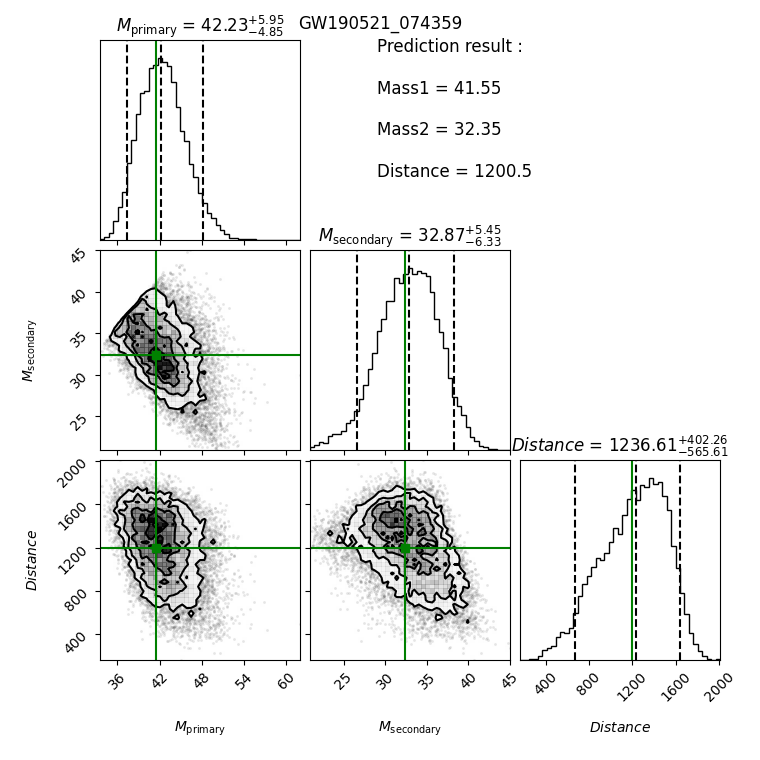 M_primary = 42.23^{+5.95}_{-4.85} GW190521_074359
Prediction result :
Mass1 = 41.55
Mass2 = 32.35
Distance = 1200.5
M_secondary = 32.87^{+5.45}_{-6.33}
45
40
35
30
25
M_secondary
Distance = 1236.61^{+402.26}_{-565.61}
2000
1600
1200
800
400
Distance
36 42 48 54 60
25 30 35 40 45
400 800 1200 1600 2000
M_primary
M_secondary
Distance